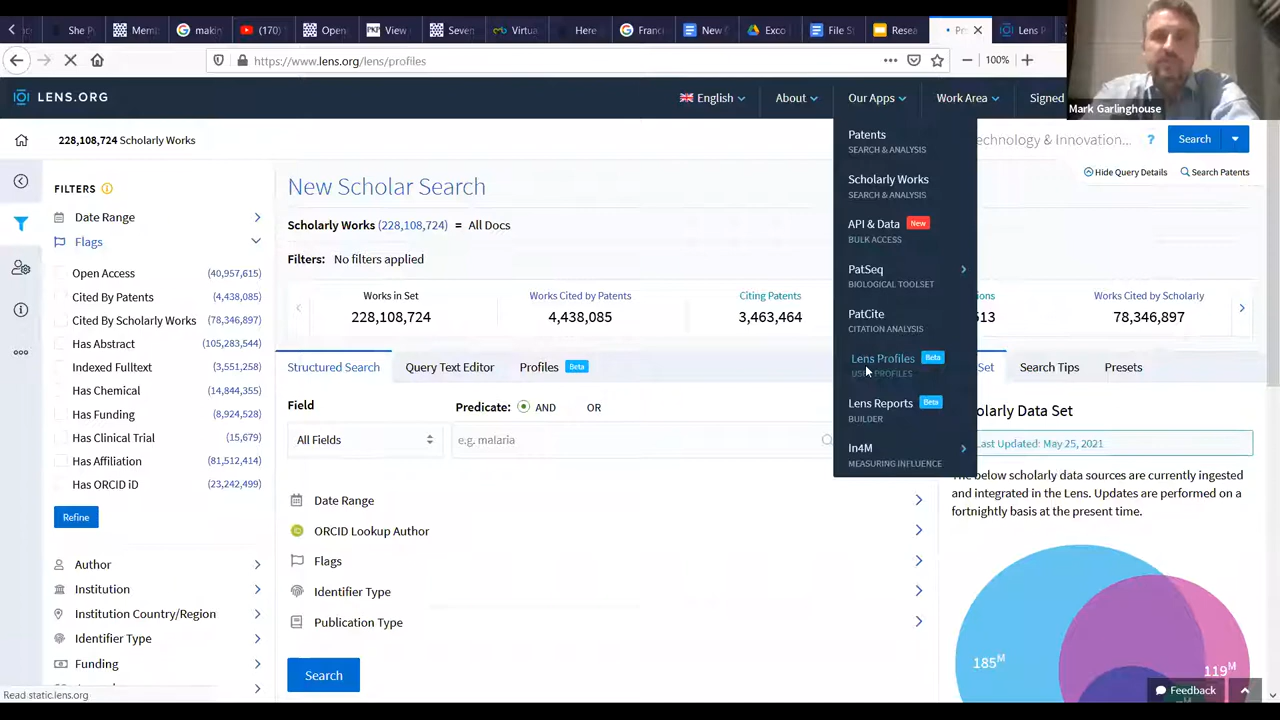 She P
Memb
makin
(170)
Open
View
Seven
Virtua
Here
Franc
New
Exco
File S
Resea
Pr
Lens P
https://www.lens.org/lens/profiles
100%
Mark Garlinghouse
LENS.ORG
English
About
Our Apps
Work Area
Signed
228,108,724 Scholarly Works
echnology & Innovation...
?
Search
Hide Query Details
Search Patents
Patents
SEARCH & ANALYSIS
Scholarly Works
SEARCH & ANALYSIS
API & Data New
BULK ACCESS
PatSeq
BIOLOGICAL TOOLSET
PatCite
CITATION ANALYSIS
Lens Profiles Beta
USER PROFILES
Lens Reports Beta
BUILDER
In4M
MEASURING INFLUENCE
FILTERS
Date Range
Flags
Open Access (40,957,615)
Cited By Patents (4,438,085)
Cited By Scholarly Works (78,346,897)
Has Abstract (105,283,544)
Indexed Fulltext (3,551,258)
Has Chemical (14,844,355)
Has Funding (8,924,528)
Has Clinical Trial (15,679)
Has Affiliation (81,512,414)
Has ORCID iD (23,242,499)
Refine
Author
Institution
Institution Country/Region
Identifier Type
Funding
Read static.lens.org
New Scholar Search
Scholarly Works (228,108,724) = All Docs
Filters: No filters applied
Works in Set
228,108,724
Works Cited by Patents
4,438,085
Citing Patents
3,463,464
ions
513
Works Cited by Scholarly
78,346,897
Structured Search
Query Text Editor
Profiles Beta
Set
Search Tips
Presets
Field
Predicate: AND OR
All Fields
e.g. malaria
Date Range
ORCID Lookup Author
Flags
Identifier Type
Publication Type
Search
olarly Data Set
Last Updated: May 25, 2021
The below scholarly data sources are currently ingested
and integrated in the Lens. Updates are performed on a
fortnightly basis at the present time.
185M
119M
Feedback